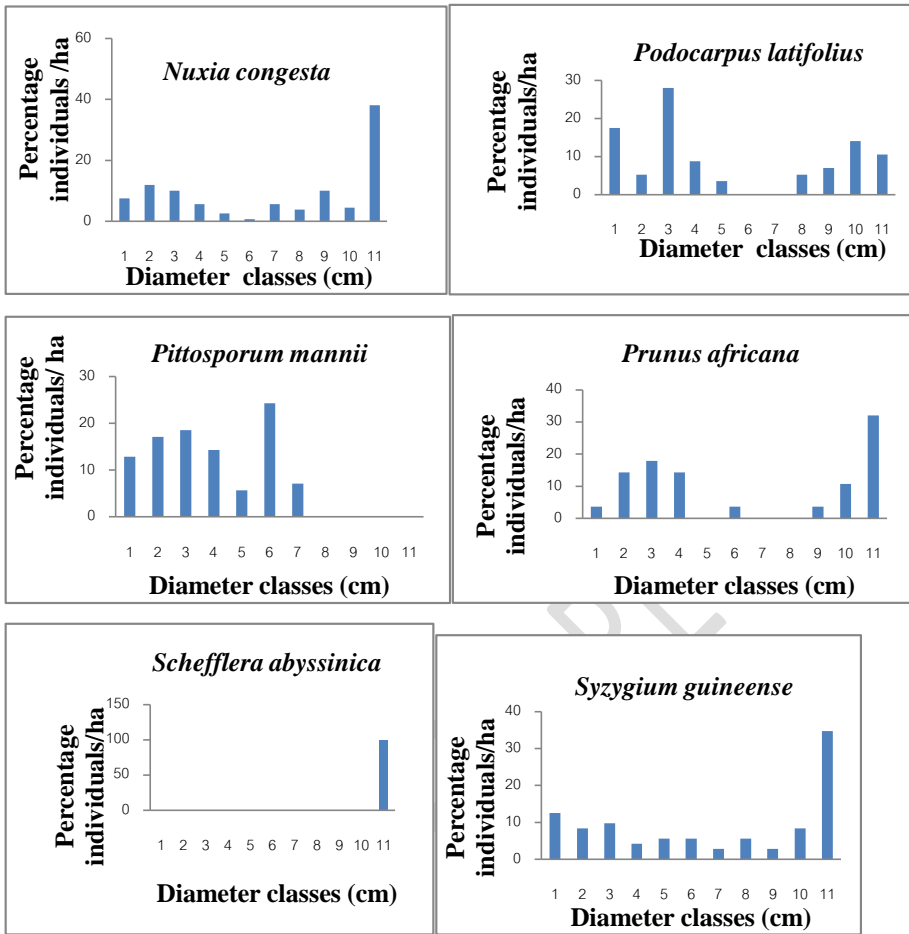 Nuxia congesta
Percentage
individuals /ha
60
40
20
0
1 2 3 4 5 6 7 8 9 10 11
Diameter classes (cm)
Podocarpus latifolius
Percentage
individuals/ha
30
20
10
0
1 2 3 4 5 6 7 8 9 10 11
Diameter classes (cm)
Pittosporum mannii
Percentage
individuals/ ha
30
20
10
0
1 2 3 4 5 6 7 8 9 10 11
Diameter classes (cm)
Prunus africana
Percentage
individuals/ha
40
30
20
10
0
1 2 3 4 5 6 7 8 9 10 11
Diameter classes (cm)
Schefflera abyssinica
Percentage
individuals/ha
150
100
50
0
1 2 3 4 5 6 7 8 9 10 11
Diameter classes (cm)
Syzygium guineense
Percentage
individuals/ha
40
30
20
10
0
1 2 3 4 5 6 7 8 9 10 11
Diameter classes (cm)